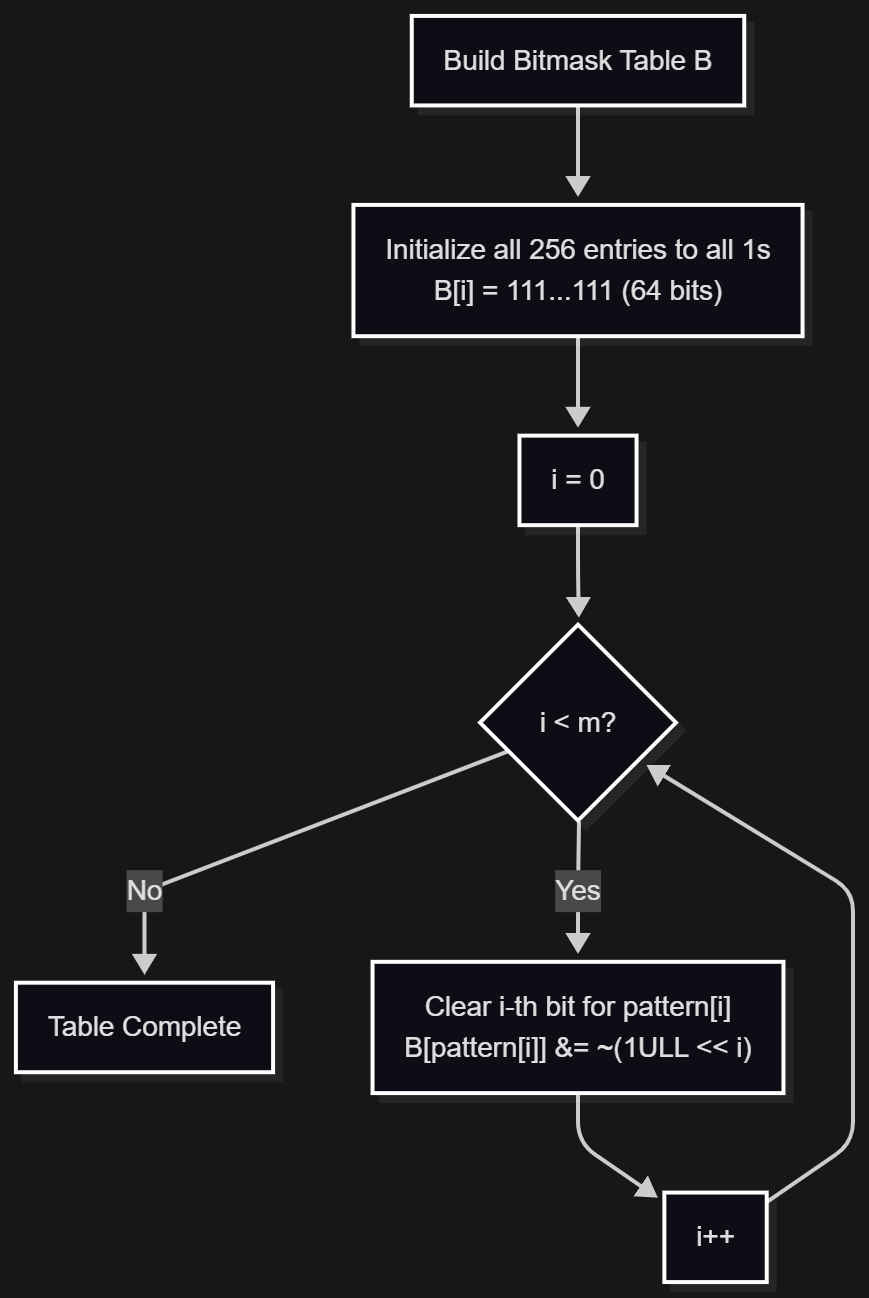 Build Bitmask Table B
Initialize all 256 entries to all 1s
B[i] = 111...111 (64 bits)
i = 0
i < m?
No
Yes
Table Complete
Clear i-th bit for pattern[i]
B[pattern[i]] &= ~(1ULL << i)
i++